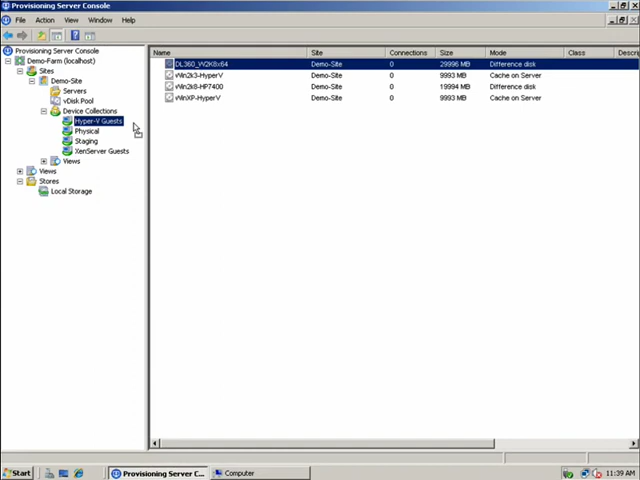 Provisioning Server Console
File Action View Window Help
Provisioning Server Console
Demo-Farm (localhost)
Sites
Demo-Site
Servers
vDisk Pool
Device Collections
Hyper-V Guests
Physical
Staging
XenServer Guests
Views
Views
Stores
Local Storage
Name Site Connections Size Mode Class Descri
DL360_W2K8x64 Demo-Site 0 29996 MB Difference disk
vWin2k3-HyperV Demo-Site 0 9993 MB Cache on Server
vWin2k8-HP7400 Demo-Site 0 19994 MB Difference disk
vWinXP-HyperV Demo-Site 0 9993 MB Cache on Server
Start Provisioning Server C... Computer 11:39 AM